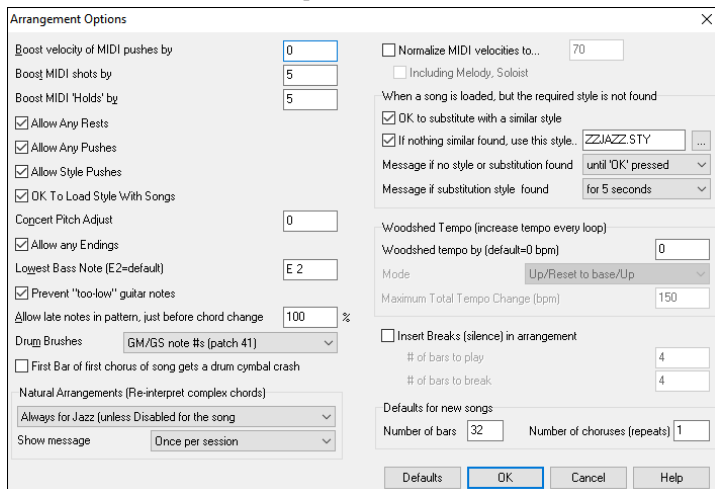 Arrangement Options
Boost velocity of MIDI pushes by 0
Boost MIDI shots by 5
Boost MIDI 'Holds' by 5
Allow Any Rests
Allow Any Pushes
Allow Style Pushes
OK To Load Style With Songs
Concert Pitch Adjust 0
Allow any Endings
Lowest Bass Note (E2=default) E 2
Prevent "too-low" guitar notes
Allow late notes in pattern, just before chord change 100 %
Drum Brushes GM/GS note #s (patch 41)
First Bar of first chorus of song gets a drum cymbal crash
Natural Arrangements (Re-interpret complex chords)
Always for Jazz (unless Disabled for the song
Show message Once per session
Normalize MIDI velocities to... 70
Including Melody, Soloist
When a song is loaded, but the required style is not found
OK to substitute with a similar style
If nothing similar found, use this style.. ZZJAZZ.STY ...
Message if no style or substitution found until 'OK' pressed
Message if substitution style found for 5 seconds
Woodshed Tempo (increase tempo every loop)
Woodshed tempo by (default=0 bpm) 0
Mode Up/Reset to base/Up
Maximum Total Tempo Change (bpm) 150
Insert Breaks (silence) in arrangement
# of bars to play 4
# of bars to break 4
Defaults for new songs
Number of bars 32 Number of choruses (repeats) 1
Defaults OK Cancel Help